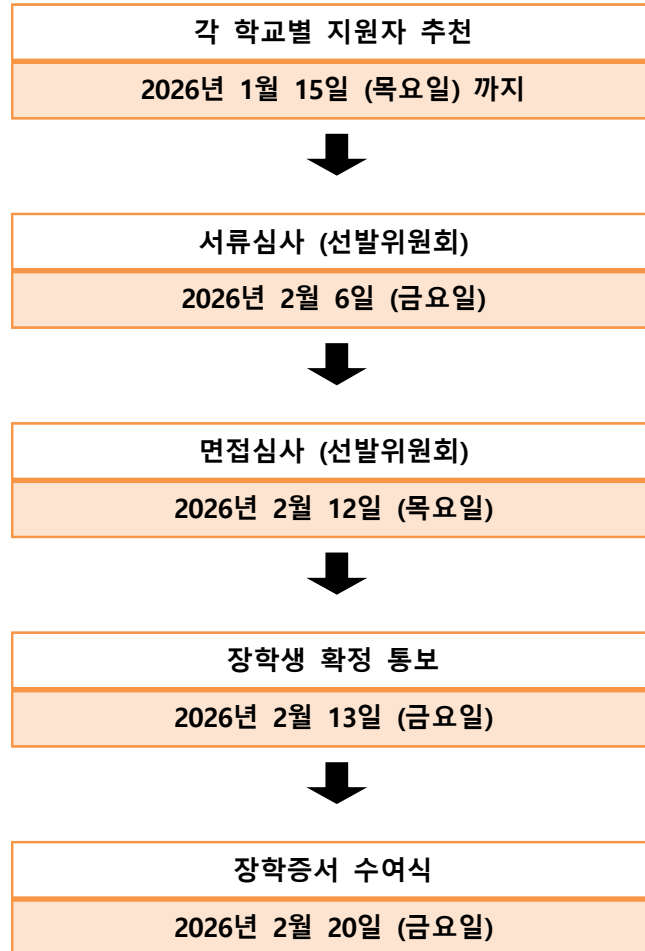 각 학교별 지원자 추천
2026년 1월 15일 (목요일) 까지
서류심사 (선발위원회)
2026년 2월 6일 (금요일)
면접심사 (선발위원회)
2026년 2월 12일 (목요일)
장학생 확정 통보
2026년 2월 13일 (금요일)
장학증서 수여식
2026년 2월 20일 (금요일)